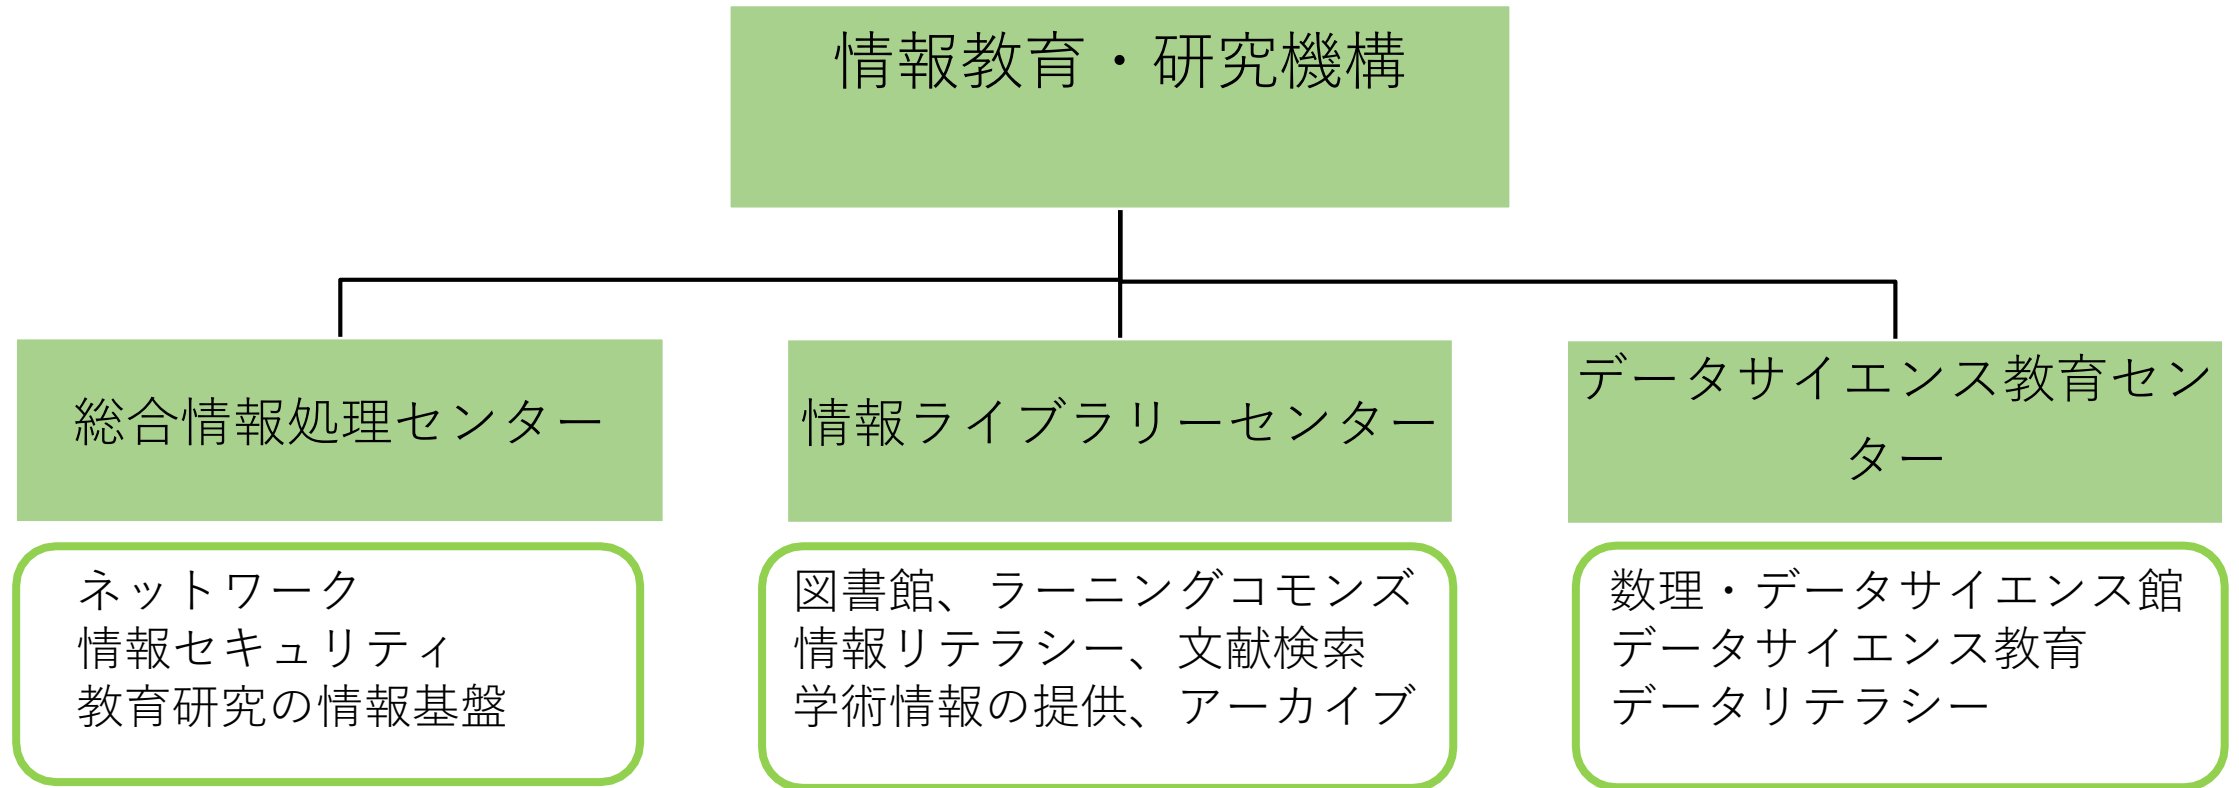 情報教育・研究機構
総合情報処理センター
情報ライブラリーセンター
データサイエンス教育セン
ター
ネットワーク
情報セキュリティ
教育研究の情報基盤
図書館、ラーニングコモンズ
情報リテラシー、文献検索
学術情報の提供、アーカイブ
数理・データサイエンス館
データサイエンス教育
データリテラシー